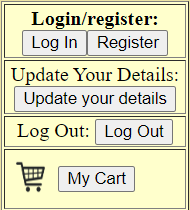 Login/register:
Log In Register
Update Your Details:
Update your details
Log Out: Log Out
My Cart